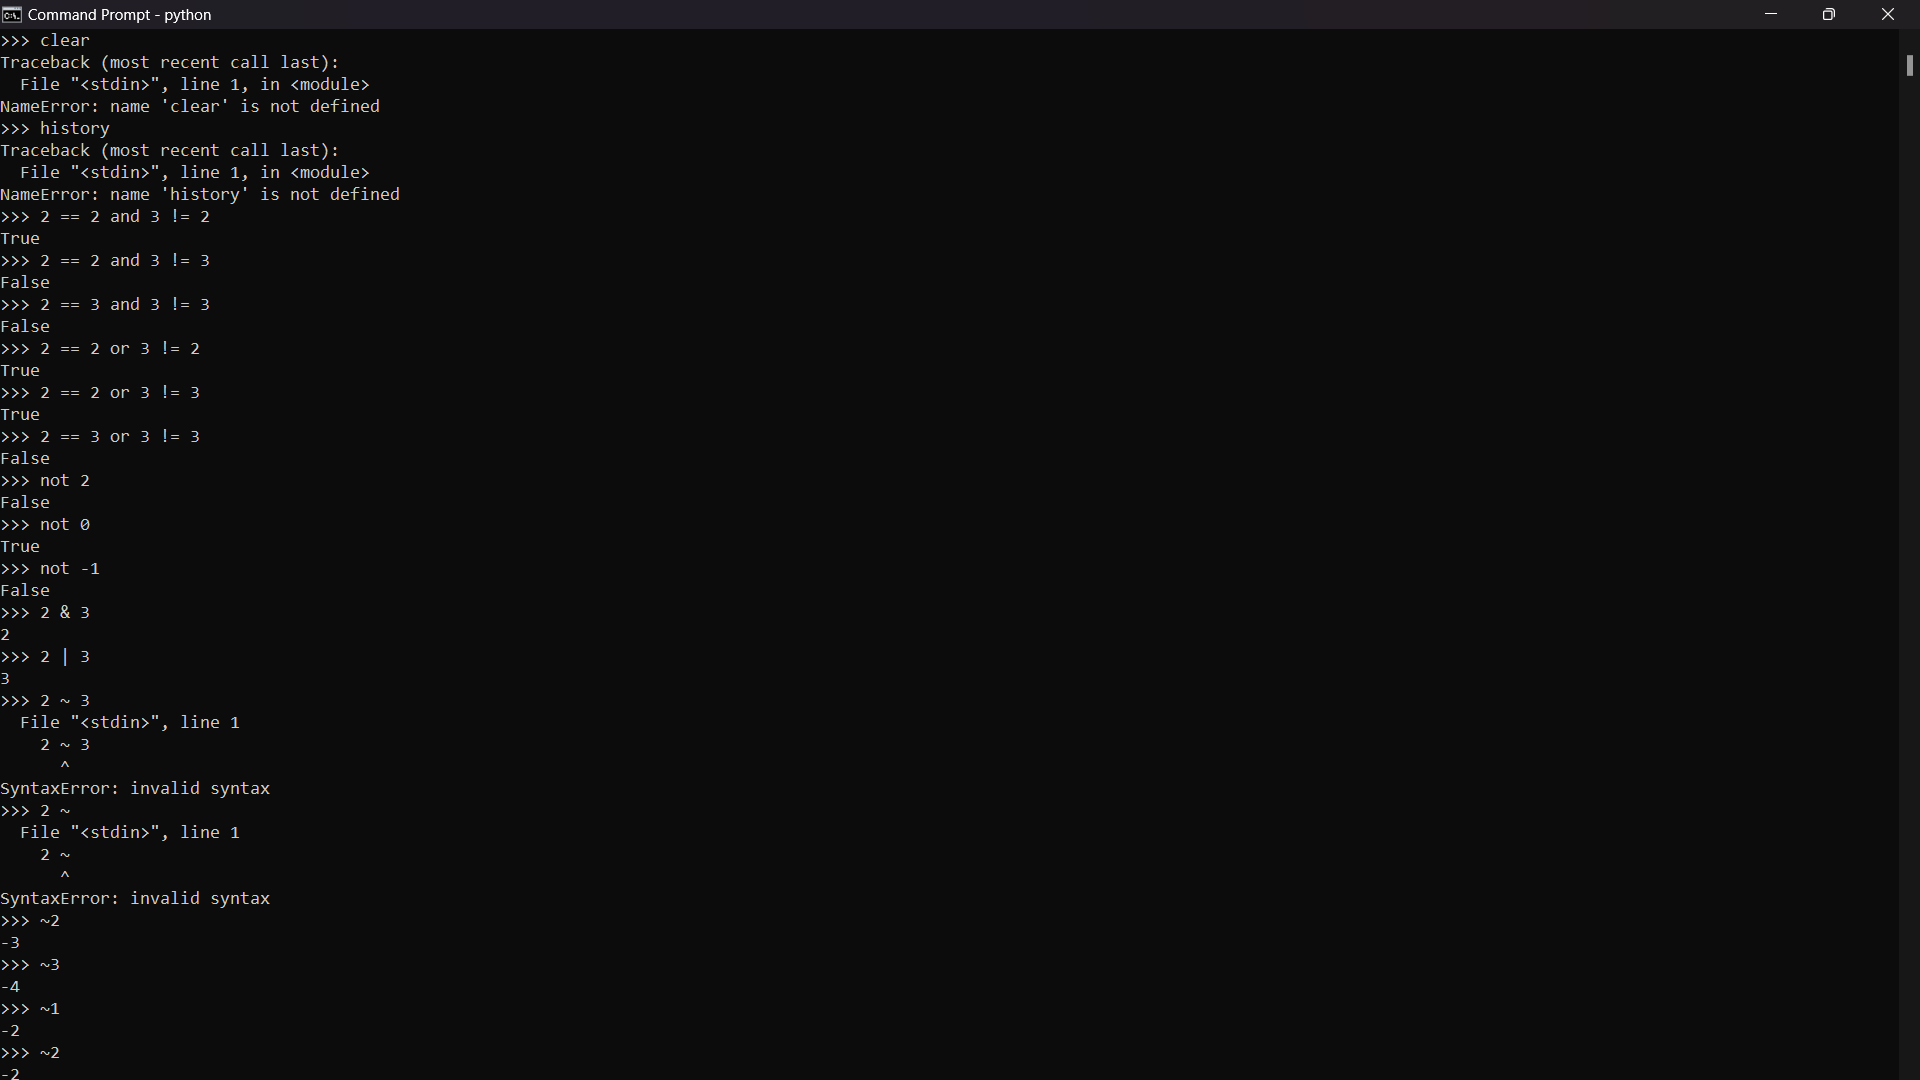 Command Prompt - python
>>> clear
Traceback (most recent call last):
  File "<stdin>", line 1, in <module>
NameError: name 'clear' is not defined
>>> history
Traceback (most recent call last):
  File "<stdin>", line 1, in <module>
NameError: name 'history' is not defined
>>> 2 == 2 and 3 != 2
True
>>> 2 == 2 and 3 != 3
False
>>> 2 == 3 and 3 != 3
False
>>> 2 == 2 or 3 != 2
True
>>> 2 == 2 or 3 != 3
True
>>> 2 == 3 or 3 != 3
False
>>> not 2
False
>>> not 0
True
>>> not -1
False
>>> 2 & 3
2
>>> 2 | 3
3
>>> 2 ~ 3
  File "<stdin>", line 1
    2 ~ 3
      ^
SyntaxError: invalid syntax
>>> 2 ~
  File "<stdin>", line 1
    2 ~
      ^
SyntaxError: invalid syntax
>>> ~2
-3
>>> ~3
-4
>>> ~1
-2
>>> ~2
-2